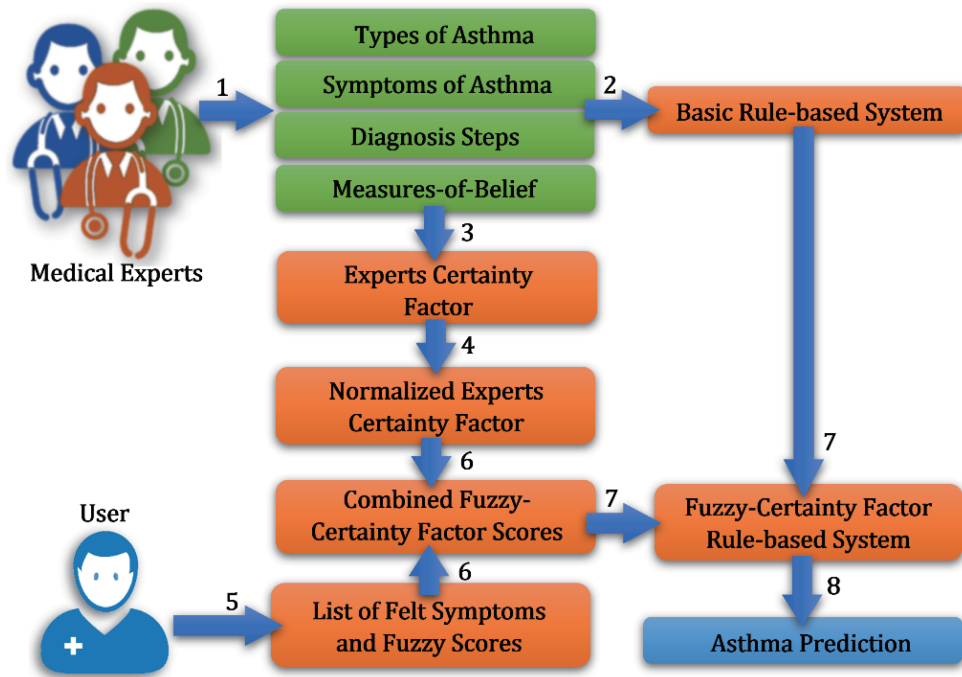 Types of Asthma
1
Symptoms of Asthma
2
Basic Rule-based System
Diagnosis Steps
Measures-of-Belief
Medical Experts
3
Experts Certainty
Factor
4
Normalized Experts
Certainty Factor
6
7
User
Combined Fuzzy-
Certainty Factor Scores
7
Fuzzy-Certainty Factor
Rule-based System
6
5
List of Felt Symptoms
and Fuzzy Scores
8
Asthma Prediction